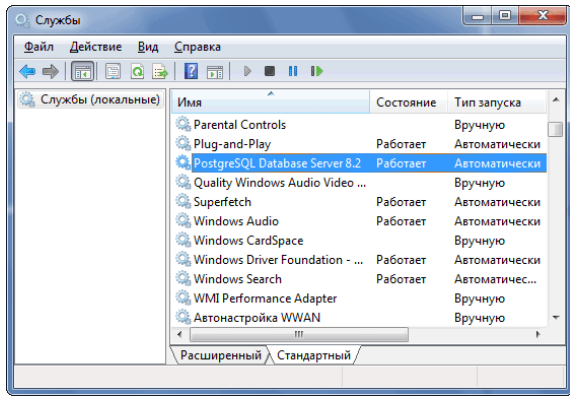 Службы
Файл Действие Вид Справка
Службы (локальные)
Имя Состояние Тип запуска
Parental Controls Вручную
Plug-and-Play Работает Автоматически
PostgreSQL Database Server 8.2 Работает Автоматически
Quality Windows Audio Video ... Вручную
Superfetch Работает Автоматически
Windows Audio Работает Автоматически
Windows CardSpace Вручную
Windows Driver Foundation - ... Работает Автоматически
Windows Search Работает Автоматичес...
WMI Performance Adapter Вручную
Автонастройка WWAN Вручную
Расширенный Стандартный